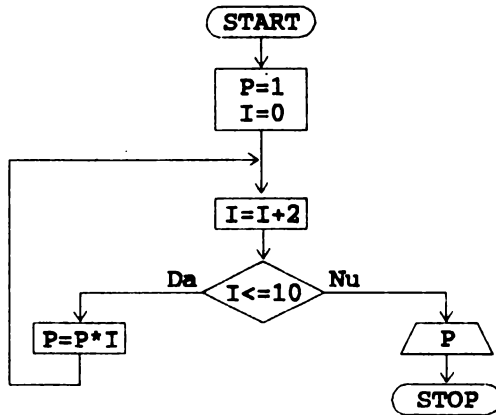 START
P=1
I=0
I=I+2
Da
I<=10
Nu
P=P*I
P
STOP